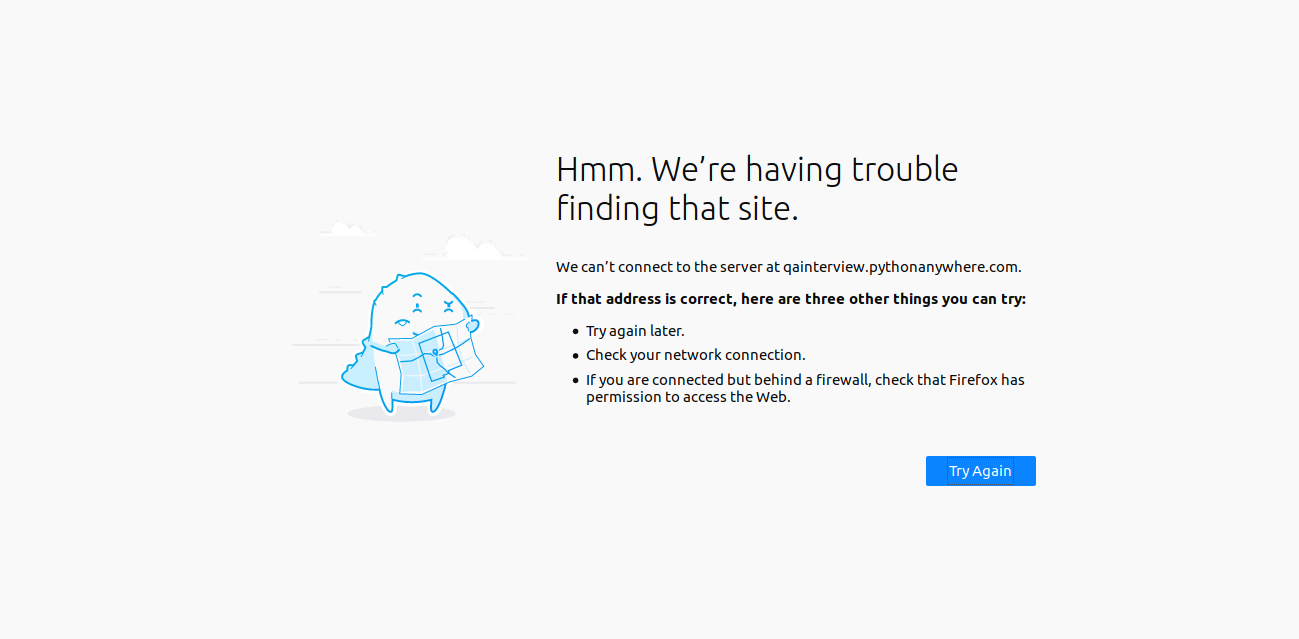 Hmm. We’re having trouble
finding that site.
We can’t connect to the server at qainterview.pythonanywhere.com.
If that address is correct, here are three other things you can try:
Try again later.
Check your network connection.
If you are connected but behind a firewall, check that Firefox has
permission to access the Web.
Try Again